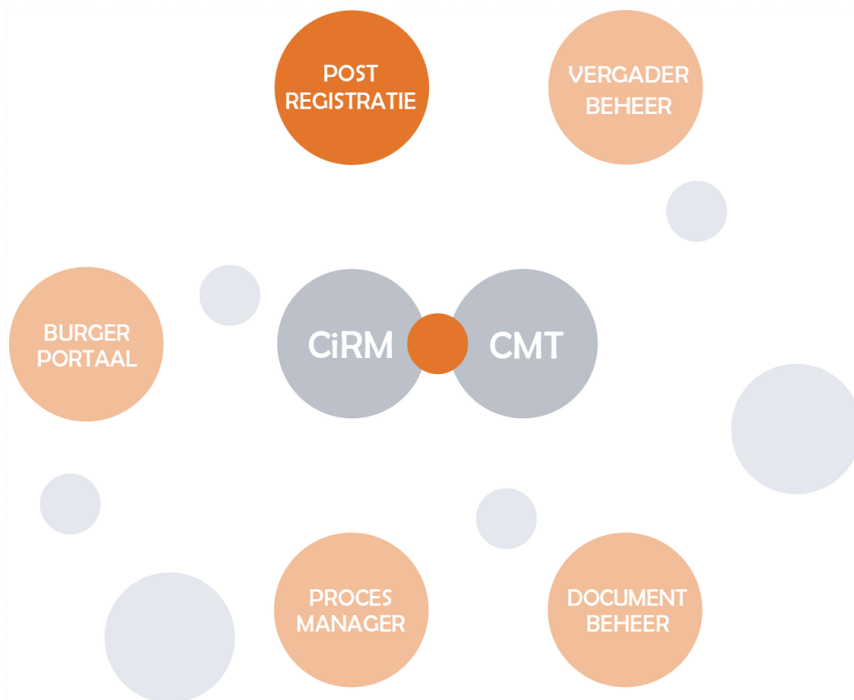 POST
REGISTRATIE
VERGADER
BEHEER
BURGER
PORTAAL
CiRM
CMT
PROCES
MANAGER
DOCUMENT
BEHEER